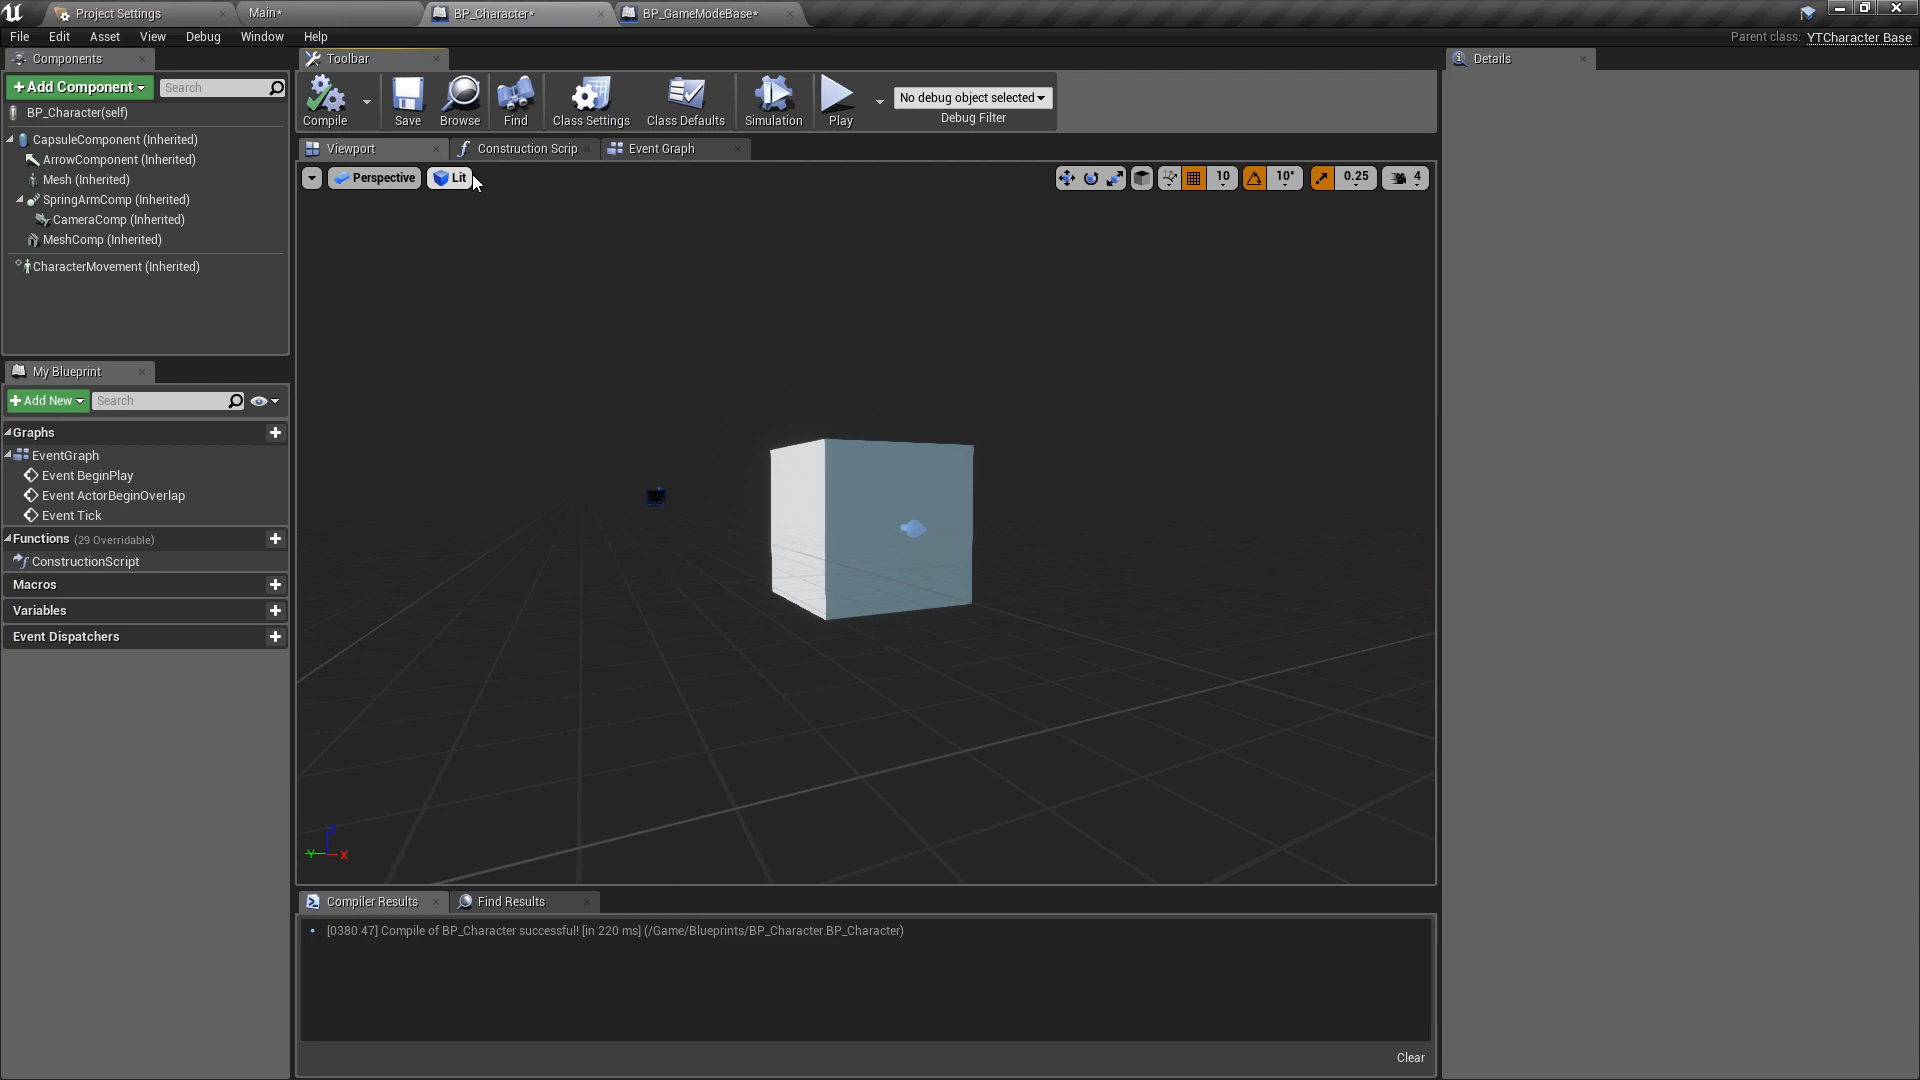 Project Settings
Main*
BP_Character*
BP_GameModeBase*
File
Edit
Asset
View
Debug
Window
Help
Parent class:
YTCharacter Base
Components
Toolbar
Details
Add Component
Search
BP_Character(self)
CapsuleComponent (Inherited)
ArrowComponent (Inherited)
Mesh (Inherited)
SpringArmComp (Inherited)
CameraComp (Inherited)
MeshComp (Inherited)
CharacterMovement (Inherited)
Compile
Save
Browse
Find
Class Settings
Class Defaults
Simulation
Play
No debug object selected
Debug Filter
Viewport
Construction Scrip
Event Graph
Perspective
Lit
10
10°
0.25
4
My Blueprint
Add New
Search
Graphs
EventGraph
Event BeginPlay
Event ActorBeginOverlap
Event Tick
Functions (29 Overridable)
ConstructionScript
Macros
Variables
Event Dispatchers
Z
Y
X
Compiler Results
Find Results
[0380.47] Compile of BP_Character successful! [in 220 ms] (/Game/Blueprints/BP_Character.BP_Character)
Clear